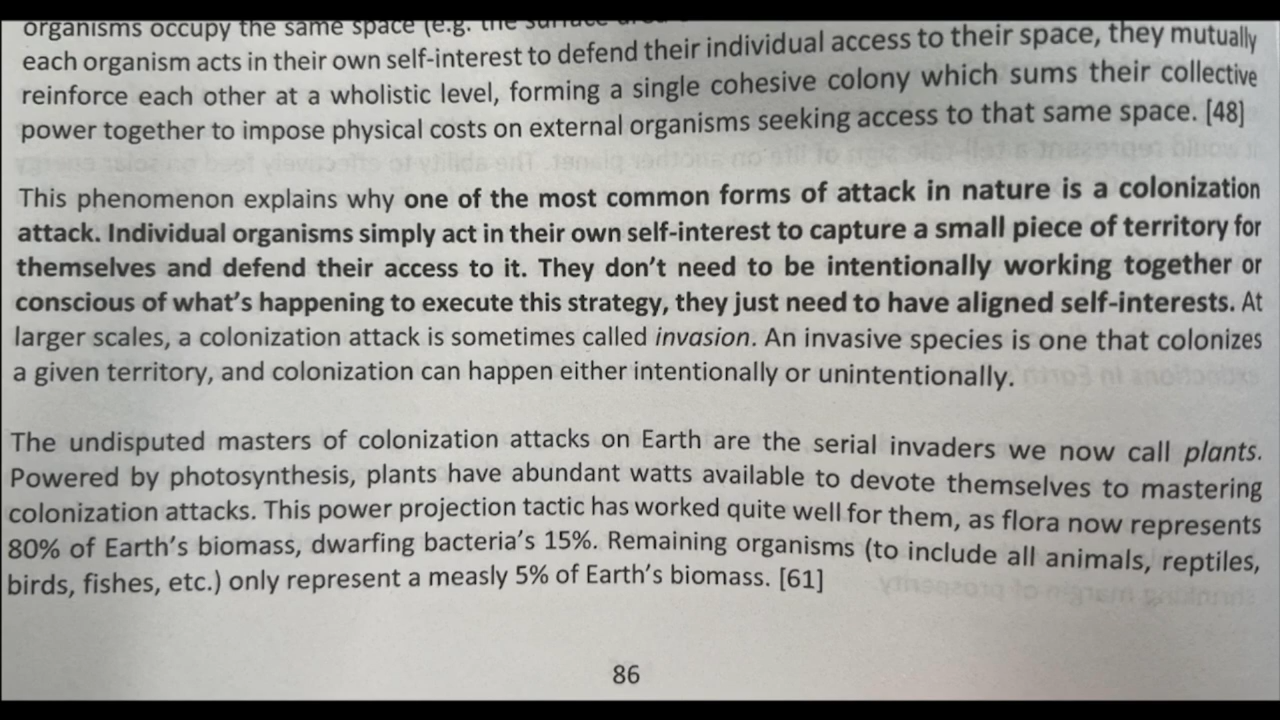 organisms occupy the same space (e.g. the surface
each organism acts in their own self-interest to defend their individual access to their space, they mutually
reinforce each other at a wholistic level, forming a single cohesive colony which sums their collective
power together to impose physical costs on external organisms seeking access to that same space. [48]
This phenomenon explains why one of the most common forms of attack in nature is a colonization
attack. Individual organisms simply act in their own self-interest to capture a small piece of territory for
themselves and defend their access to it. They don't need to be intentionally working together or
conscious of what's happening to execute this strategy, they just need to have aligned self-interests. At
larger scales, a colonization attack is sometimes called invasion. An invasive species is one that colonizes
a given territory, and colonization can happen either intentionally or unintentionally.
The undisputed masters of colonization attacks on Earth are the serial invaders we now call plants.
Powered by photosynthesis, plants have abundant watts available to devote themselves to mastering
colonization attacks. This power projection tactic has worked quite well for them, as flora now represents
80% of Earth's biomass, dwarfing bacteria's 15%. Remaining organisms (to include all animals, reptiles,
birds, fishes, etc.) only represent a measly 5% of Earth's biomass. [61]
86